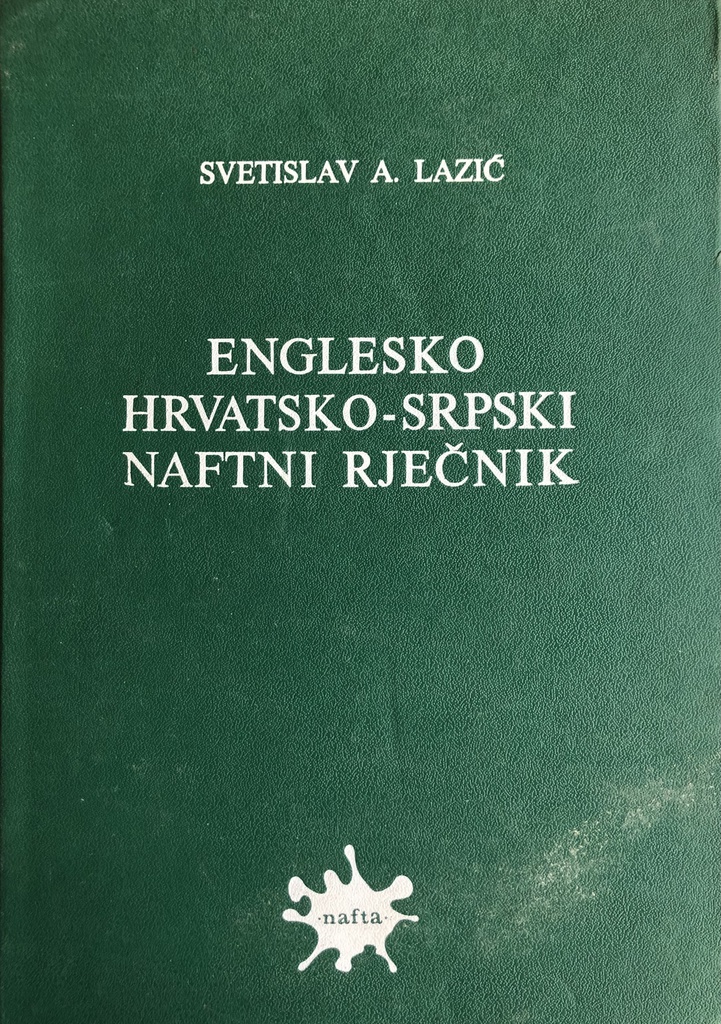 SVETISLAV A. LAZIĆ
ENGLESKO
HRVATSKO-SRPSKI
NAFTNI RJEČNIK
·nafta·